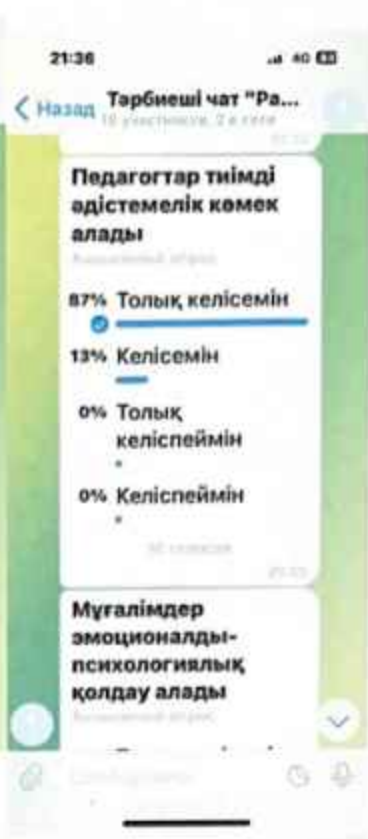 21:36
4G
Назад
Тәрбиеші чат "Ра...
Педагогтар тиімді
әдістемелік көмек
алады
87% Толық келісемін
13% Келісемін
0% Толық
келіспеймін
0% Келіспеймін
Мұғалімдер
эмоционалды-
психологиялық
қолдау алады